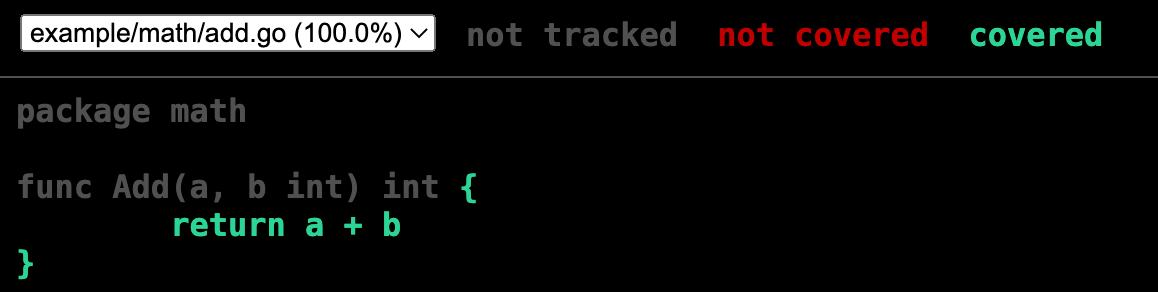 example/math/add.go (100.0%) not tracked not covered covered
package math
func Add(a, b int) int {
        return a + b
}